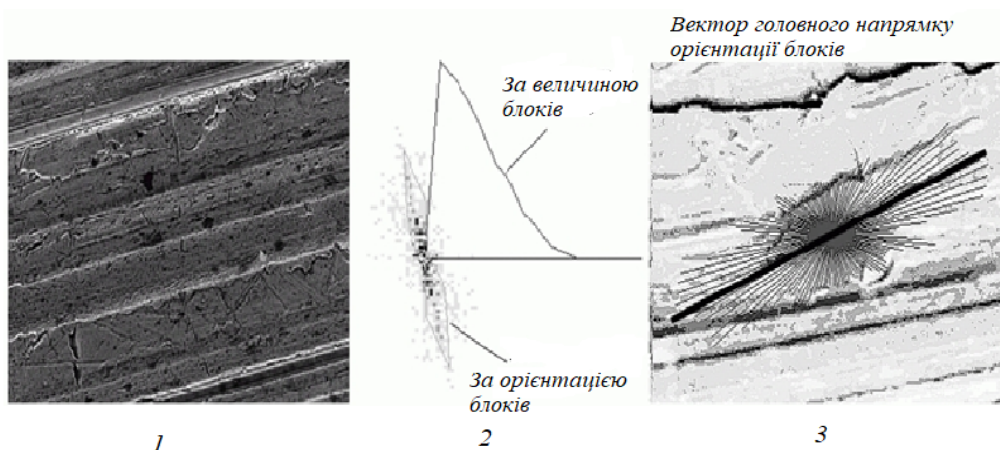 Вектор головного напрямку
орієнтації блоків
За величиною
блоків
За орієнтацією
блоків
1
2
3